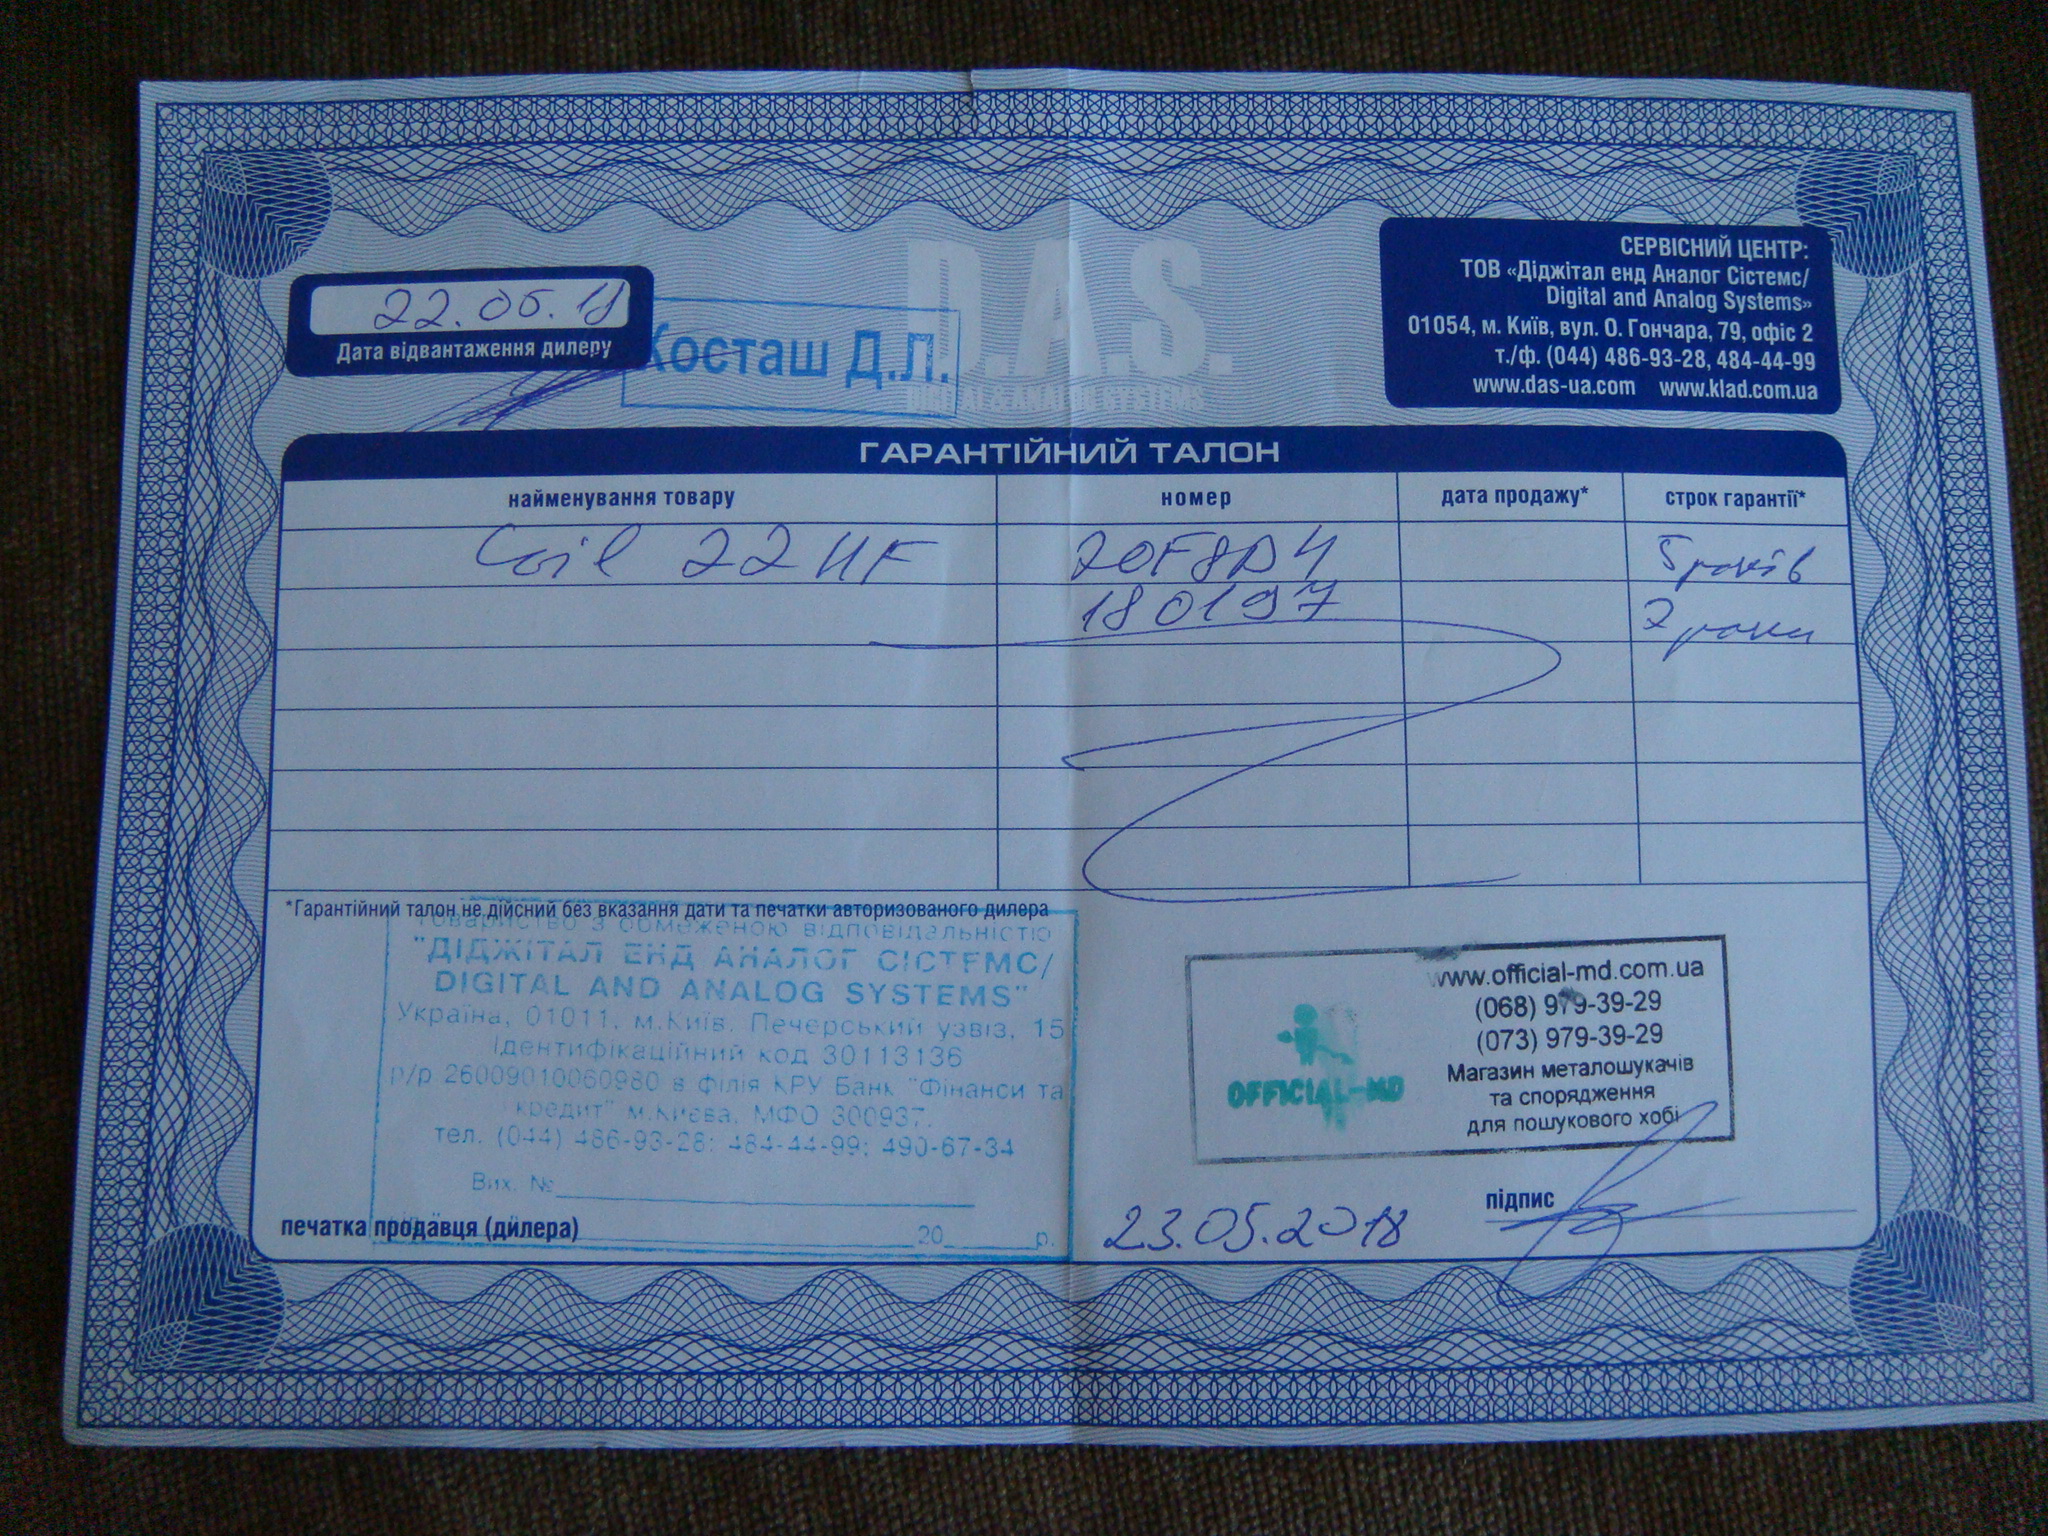 D.A.S.
DIGITAL & ANALOG SYSTEMS
22.05.18
Дата відвантаження дилеру
Косташ Д.Л.
СЕРВІСНИЙ ЦЕНТР:
ТОВ «Діджітал енд Аналог Сістемс/
Digital and Analog Systems»
01054, м. Київ, вул. О. Гончара, 79, офіс 2
т./ф. (044) 486-93-28, 484-44-99
www.das-ua.com www.klad.com.ua
ГАРАНТІЙНИЙ ТАЛОН
найменування товару номер дата продажу* строк гарантії*
Coil 22 HF 5 років
180197 2 роки
*Гарантійний талон не дійсний без вказання дати та печатки авторизованого дилера
Товариство з обмеженою відповідальністю
"ДІДЖІТАЛ ЕНД АНАЛОГ СІСТЕМС/
DIGITAL AND ANALOG SYSTEMS"
Україна, 01011, м.Київ, Печерський узвіз, 15
Ідентифікаційний код 30113136
р/р 26009010060980 в Філія КРУ Банк "Фінанси та
кредит" м.Києва, МФО 300937.
тел. (044) 486-93-28; 484-44-99; 490-67-34
Вих. №
20 р.
печатка продавця (дилера)
www.official-md.com.ua
(068) 979-39-29
(073) 979-39-29
Магазин металошукачів
та спорядження
для пошукового хобі
OFFICIAL-MD
підпис
23.05.2018